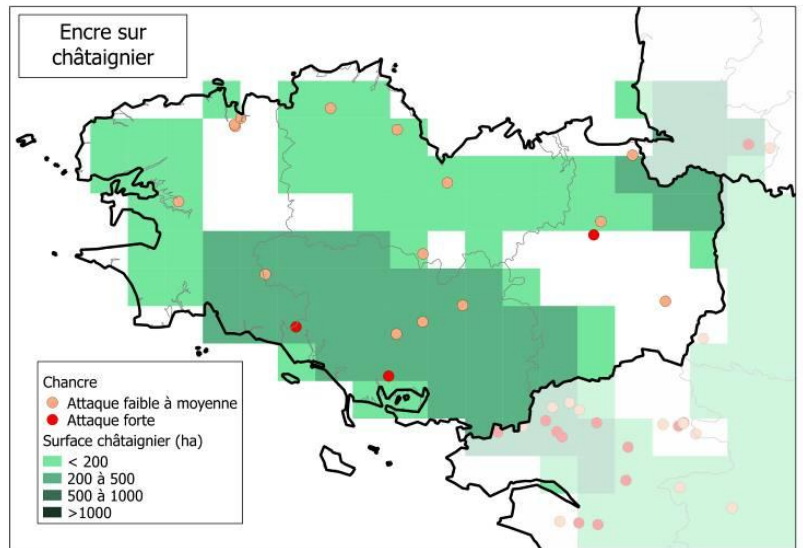 Encre sur
châtaignier
Chancre
Attaque faible à moyenne
Attaque forte
Surface châtaignier (ha)
< 200
200 à 500
500 à 1000
>1000